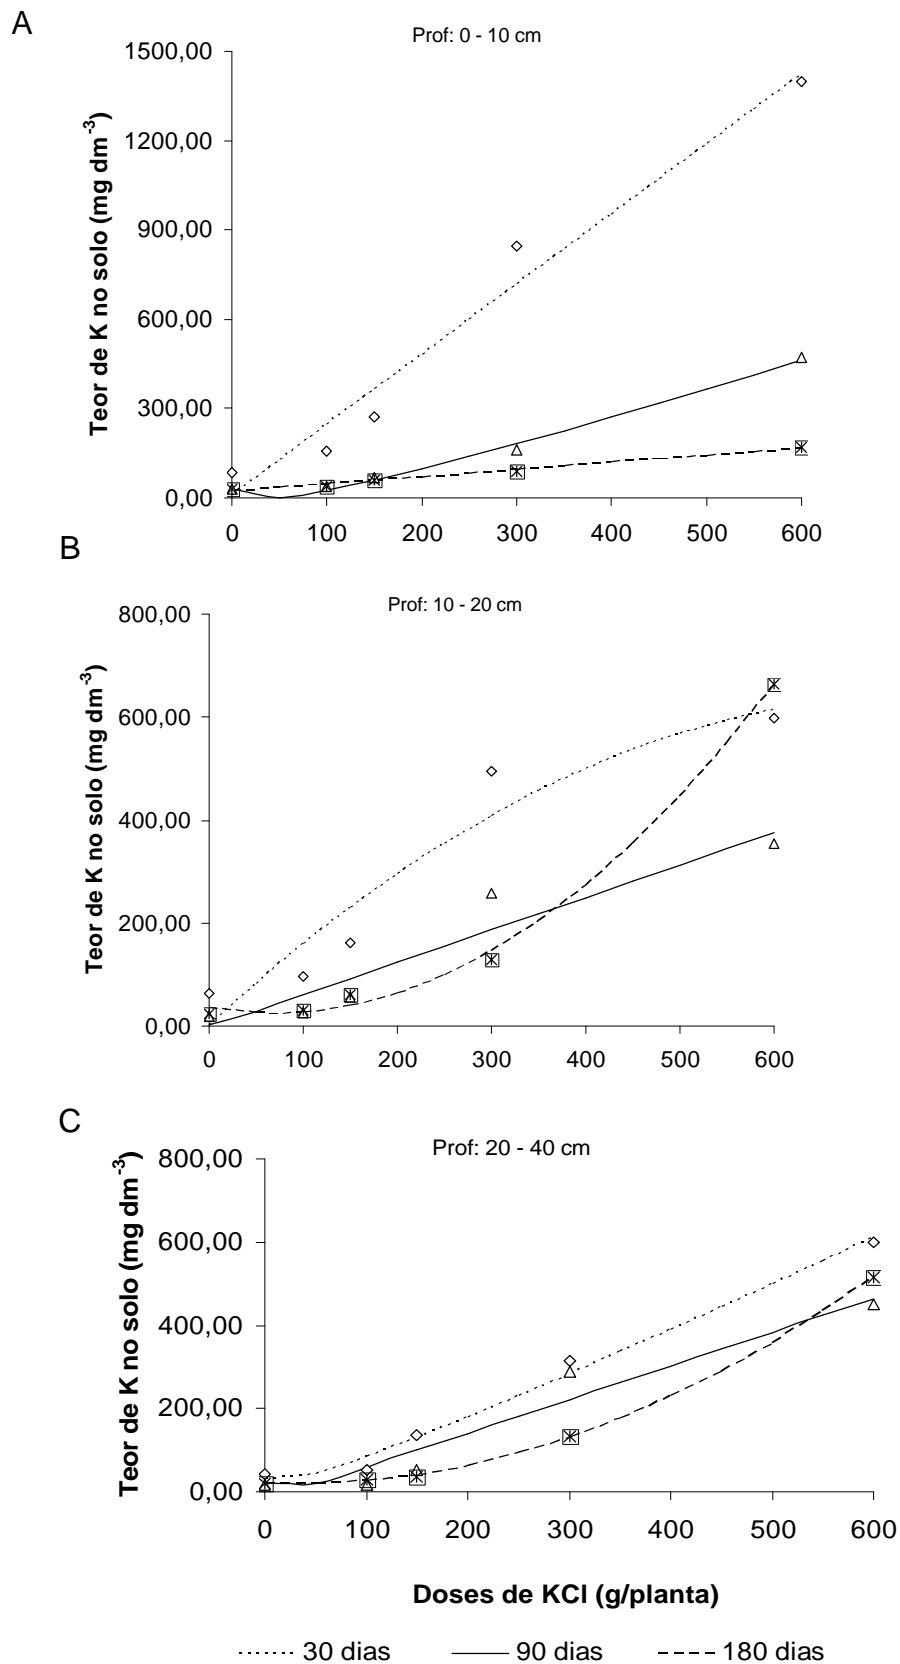 A
Prof: 0 - 10 cm
Teor de K no solo (mg dm⁻³)
1500,00
1200,00
900,00
600,00
300,00
0,00
0 100 200 300 400 500 600
B
Prof: 10 - 20 cm
Teor de K no solo (mg dm⁻³)
800,00
600,00
400,00
200,00
0,00
0 100 200 300 400 500 600
C
Prof: 20 - 40 cm
Teor de K no solo (mg dm⁻³)
800,00
600,00
400,00
200,00
0,00
0 100 200 300 400 500 600
Doses de KCl (g/planta)
30 dias 90 dias 180 dias